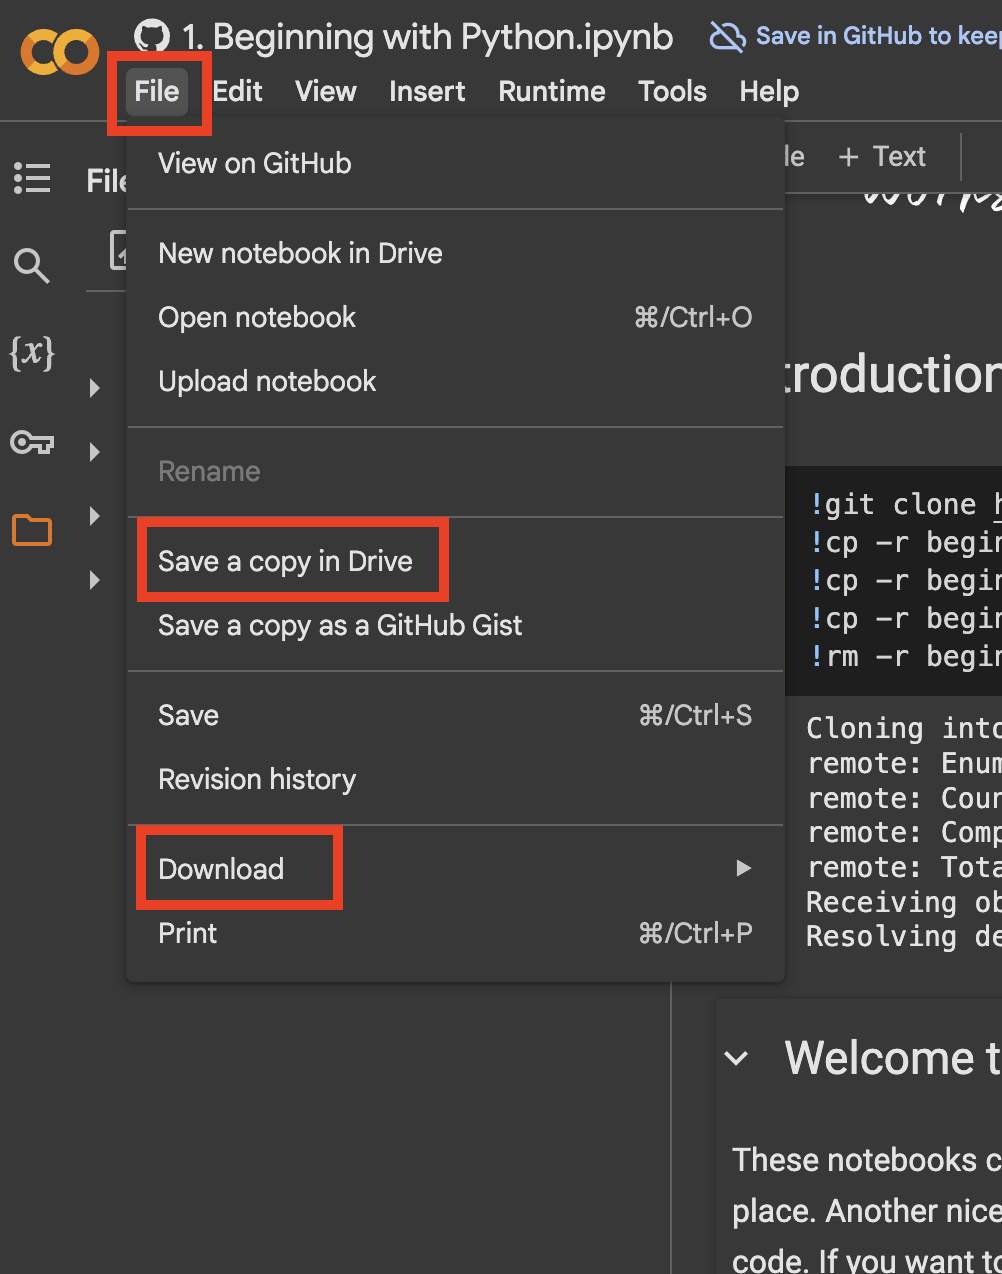 1. Beginning with Python.ipynb
Save in GitHub to keep
File Edit View Insert Runtime Tools Help
+ Text
View on GitHub
New notebook in Drive
Open notebook ⌘/Ctrl+O
Upload notebook
Rename
Save a copy in Drive
Save a copy as a GitHub Gist
Save ⌘/Ctrl+S
Revision history
Download
Print ⌘/Ctrl+P
{x}
troduction
!git clone h
!cp -r begin
!cp -r begin
!cp -r begin
!rm -r begin
Cloning into
remote: Enum
remote: Coun
remote: Comp
remote: Tota
Receiving ob
Resolving de
Welcome t
These notebooks c
place. Another nice
code. If you want to